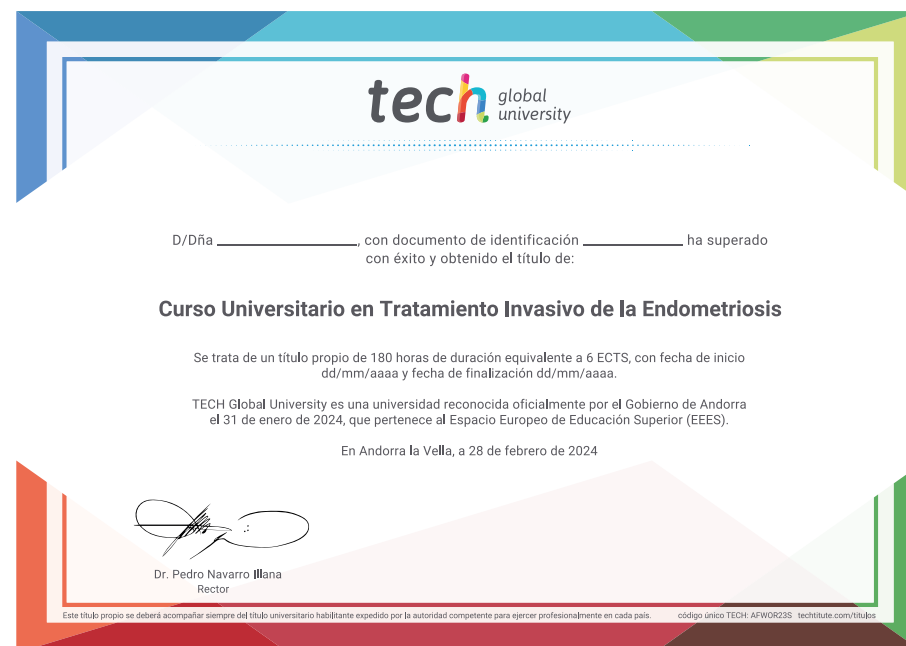 tech global university
D/Dña ____________________, con documento de identificación ______________ ha superado
con éxito y obtenido el título de:
Curso Universitario en Tratamiento Invasivo de la Endometriosis
Se trata de un título propio de 180 horas de duración equivalente a 6 ECTS, con fecha de inicio
dd/mm/aaaa y fecha de finalización dd/mm/aaaa.
TECH Global University es una universidad reconocida oficialmente por el Gobierno de Andorra
el 31 de enero de 2024, que pertenece al Espacio Europeo de Educación Superior (EEES).
En Andorra la Vella, a 28 de febrero de 2024
Dr. Pedro Navarro Illana
Rector
Este título propio se deberá acompañar siempre del título universitario habilitante expedido por la autoridad competente para ejercer profesionalmente en cada país. código único TECH: AFWOR23S techtitute.com/titulos